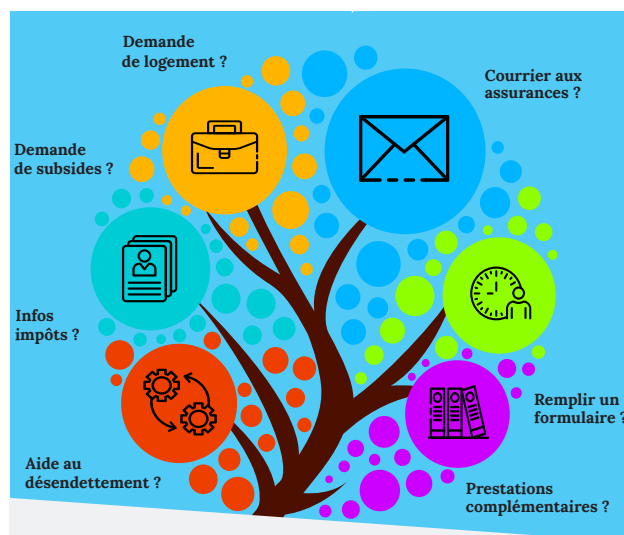 Demande
de logement ?
Courrier aux
assurances ?
Demande
de subsides ?
Infos
impôts ?
Remplir un
formulaire ?
Aide au
désendettement ?
Prestations
complémentaires ?